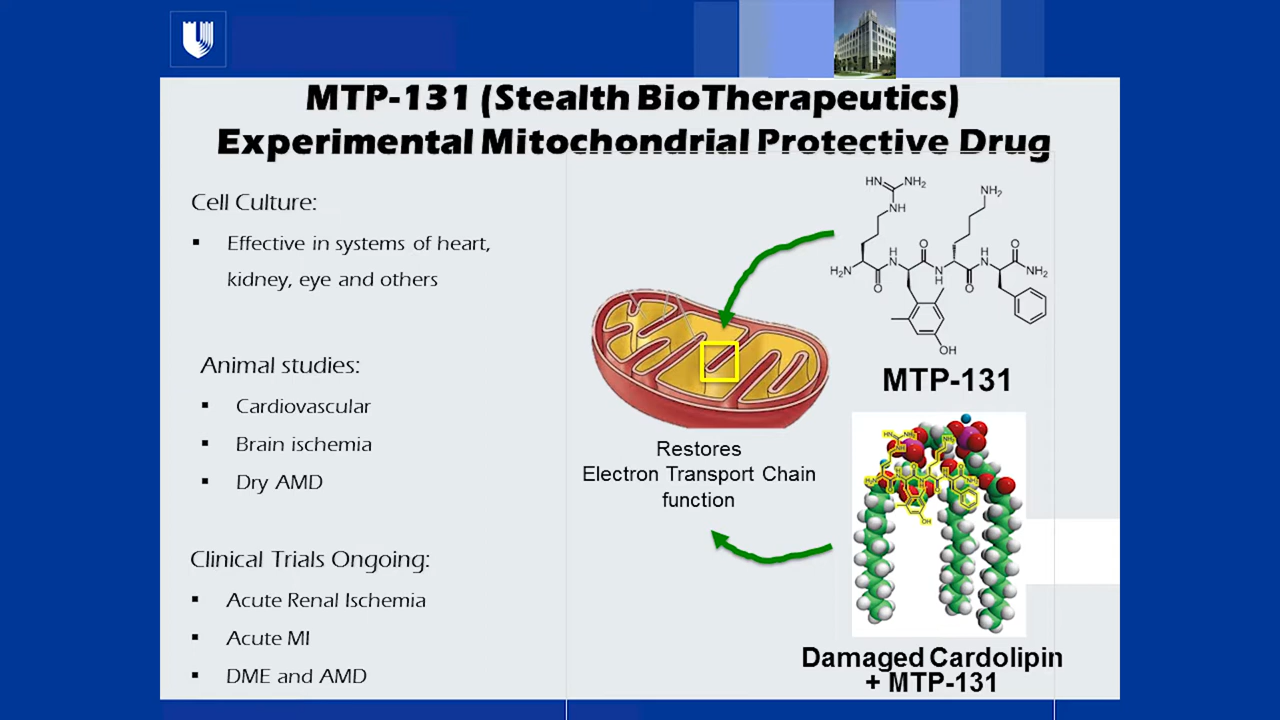 MTP-131 (Stealth BioTherapeutics)
Experimental Mitochondrial Protective Drug
Cell Culture:
▪ Effective in systems of heart,
kidney, eye and others
Animal studies:
▪ Cardiovascular
▪ Brain ischemia
▪ Dry AMD
Clinical Trials Ongoing:
▪ Acute Renal Ischemia
▪ Acute MI
▪ DME and AMD
Restores
Electron Transport Chain
function
HN NH₂
NH
NH₂
H₂N
O
H
N
O
N
H
O
H
N
O
NH₂
OH
MTP-131
Damaged Cardolipin
+ MTP-131